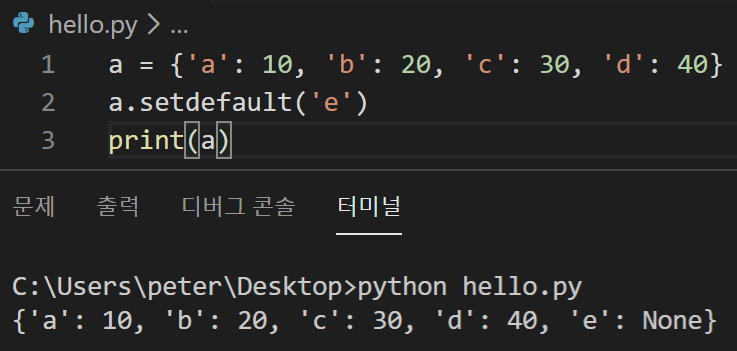 hello.py > ...
1 a = {'a': 10, 'b': 20, 'c': 30, 'd': 40}
2 a.setdefault('e')
3 print(a)
문제 출력 디버그 콘솔 터미널
C:\Users\peter\Desktop>python hello.py
{'a': 10, 'b': 20, 'c': 30, 'd': 40, 'e': None}